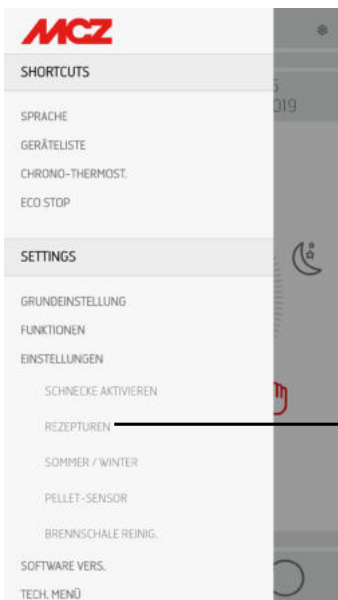 MCZ
SHORTCUTS
SPRACHE
GERÄTELISTE
CHRONO-THERMOST.
ECO STOP
SETTINGS
GRUNDEINSTELLUNG
FUNKTIONEN
EINSTELLUNGEN
SCHNECKE AKTIVIEREN
REZEPTUREN
SOMMER / WINTER
PELLET-SENSOR
BRENNSCHALE REINIG.
SOFTWARE VERS.
TECH. MENÜ